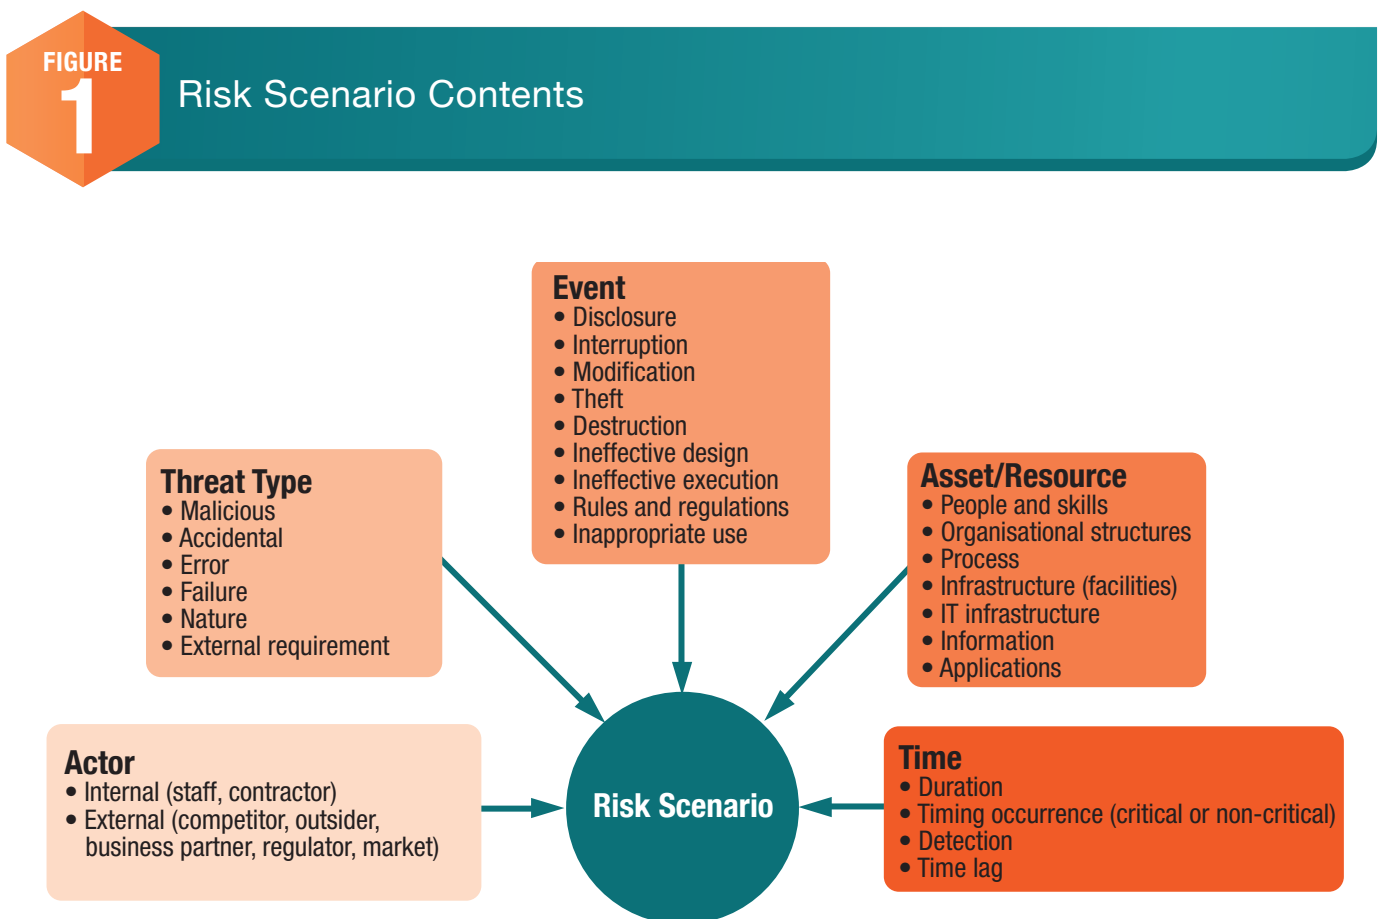 FIGURE
1
Risk Scenario Contents
Event
• Disclosure
• Interruption
• Modification
• Theft
• Destruction
• Ineffective design
• Ineffective execution
• Rules and regulations
• Inappropriate use
Threat Type
• Malicious
• Accidental
• Error
• Failure
• Nature
• External requirement
Asset/Resource
• People and skills
• Organisational structures
• Process
• Infrastructure (facilities)
• IT infrastructure
• Information
• Applications
Actor
• Internal (staff, contractor)
• External (competitor, outsider,
business partner, regulator, market)
Risk Scenario
Time
• Duration
• Timing occurrence (critical or non-critical)
• Detection
• Time lag